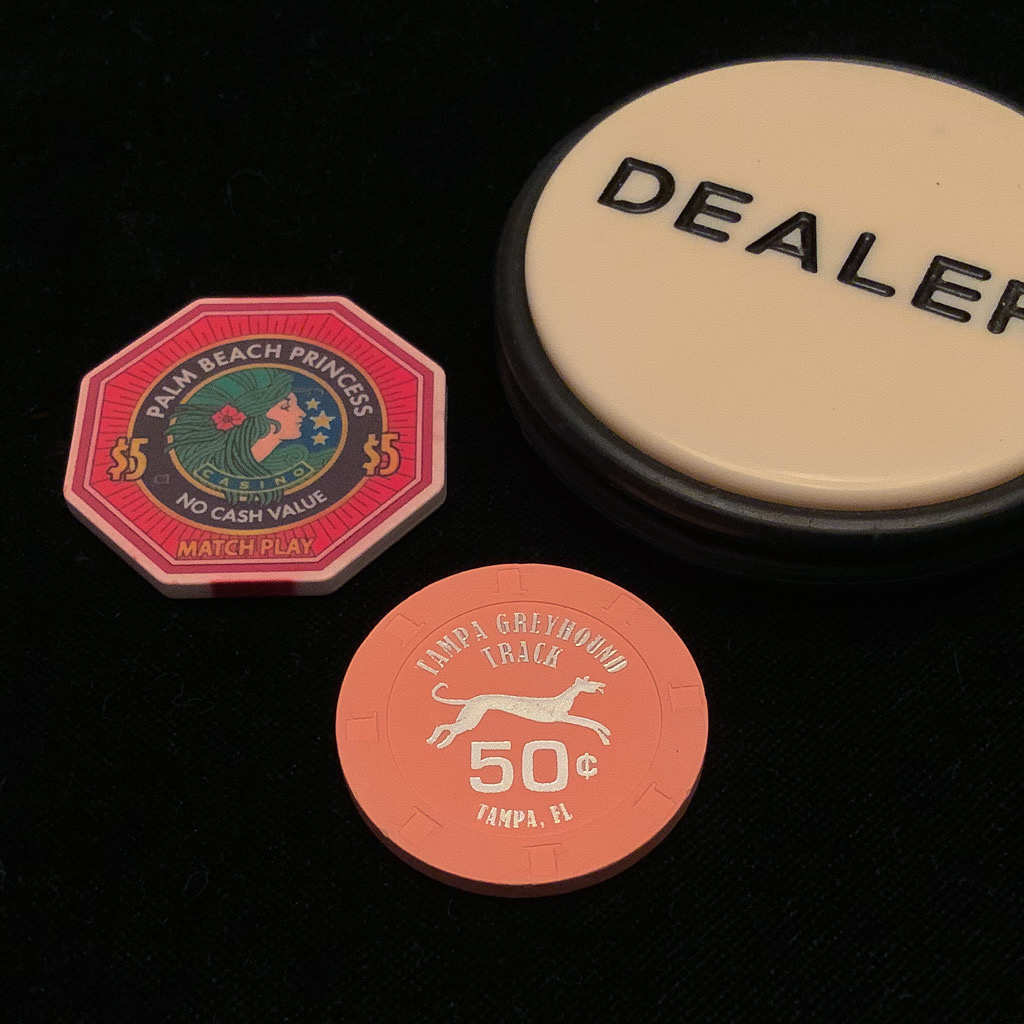 DEALER
PALM BEACH PRINCESS
$5
$5
CASINO
NO CASH VALUE
MATCH PLAY
TAMPA GREYHOUND
TRACK
50¢
TAMPA, FL